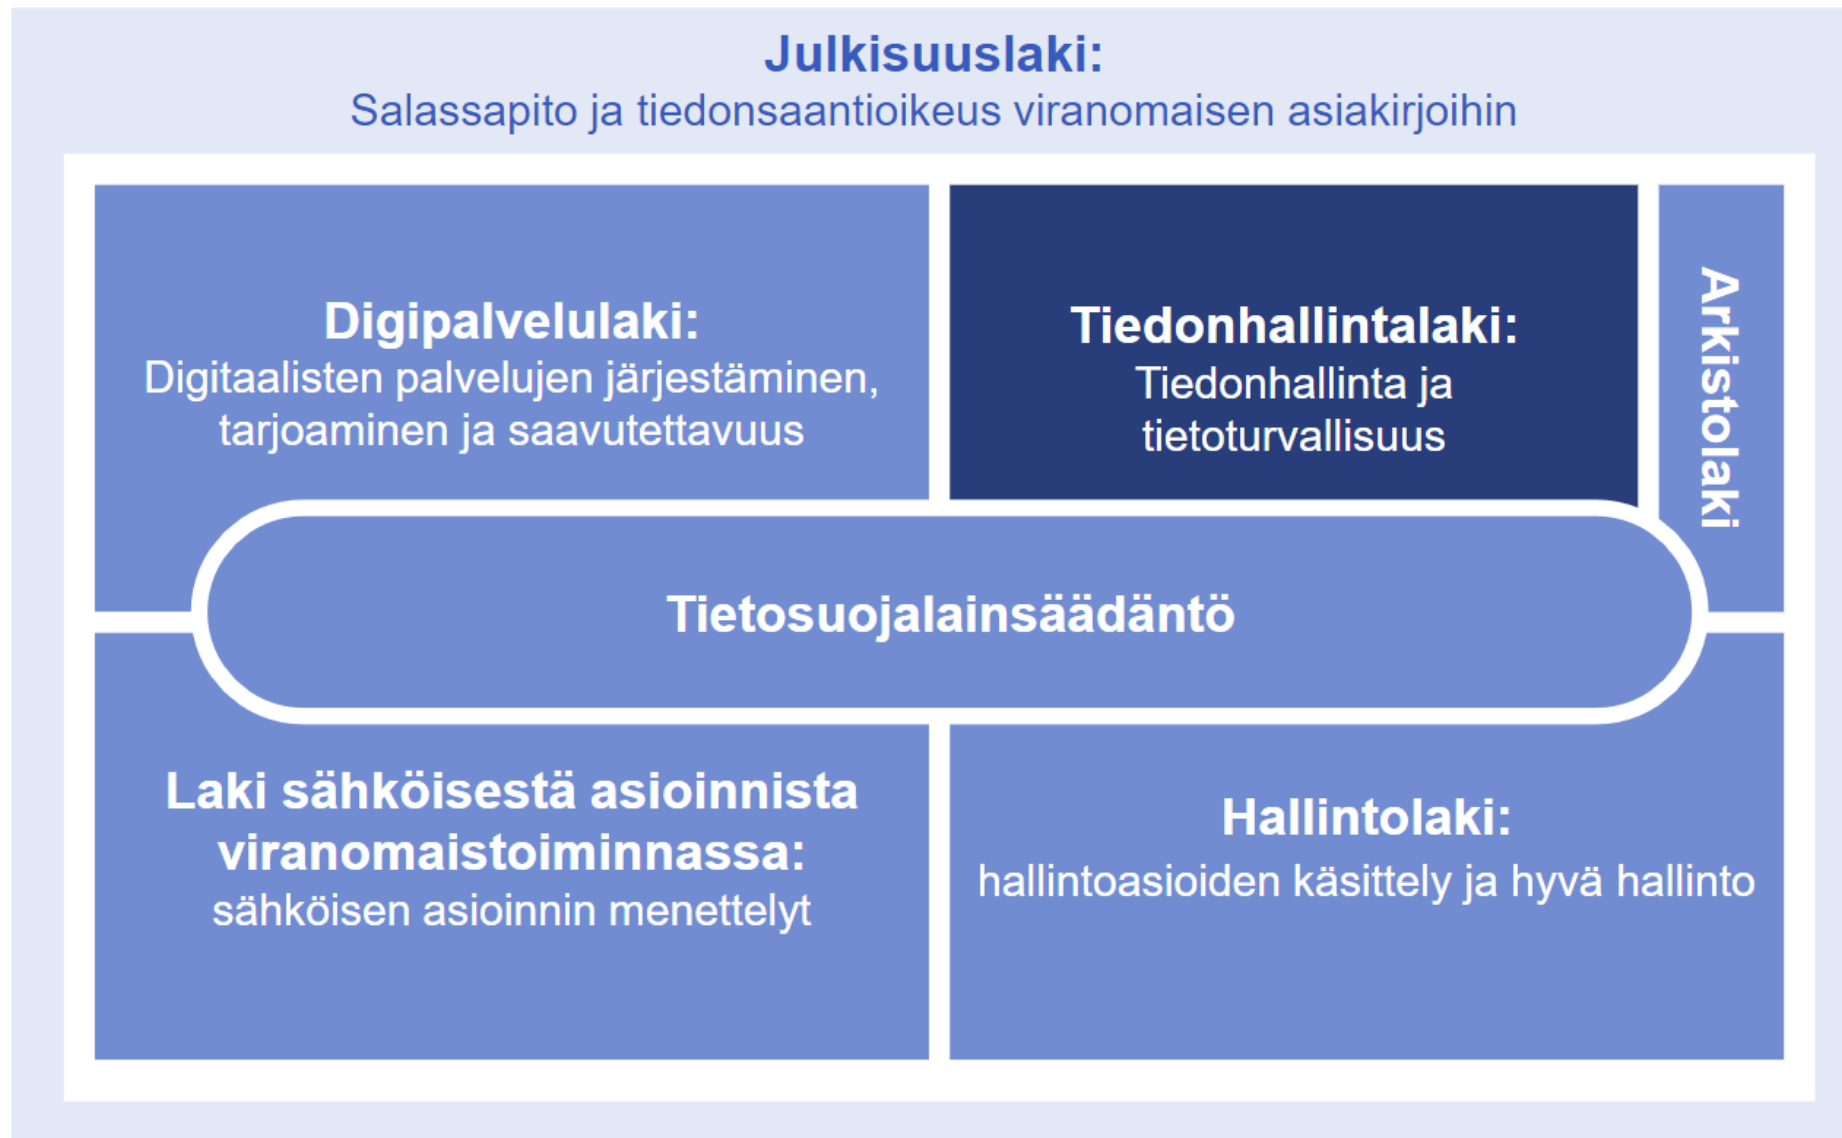 Julkisuuslaki:
Salassapito ja tiedonsaantioikeus viranomaisen asiakirjoihin
Digipalvelulaki:
Digitaalisten palvelujen järjestäminen,
tarjoaminen ja saavutettavuus
Tiedonhallintalaki:
Tiedonhallinta ja
tietoturvallisuus
Arkistolaki
Tietosuojalainsäädäntö
Laki sähköisestä asioinnista
viranomaistoiminnassa:
sähköisen asioinnin menettelyt
Hallintolaki:
hallintoasioiden käsittely ja hyvä hallinto